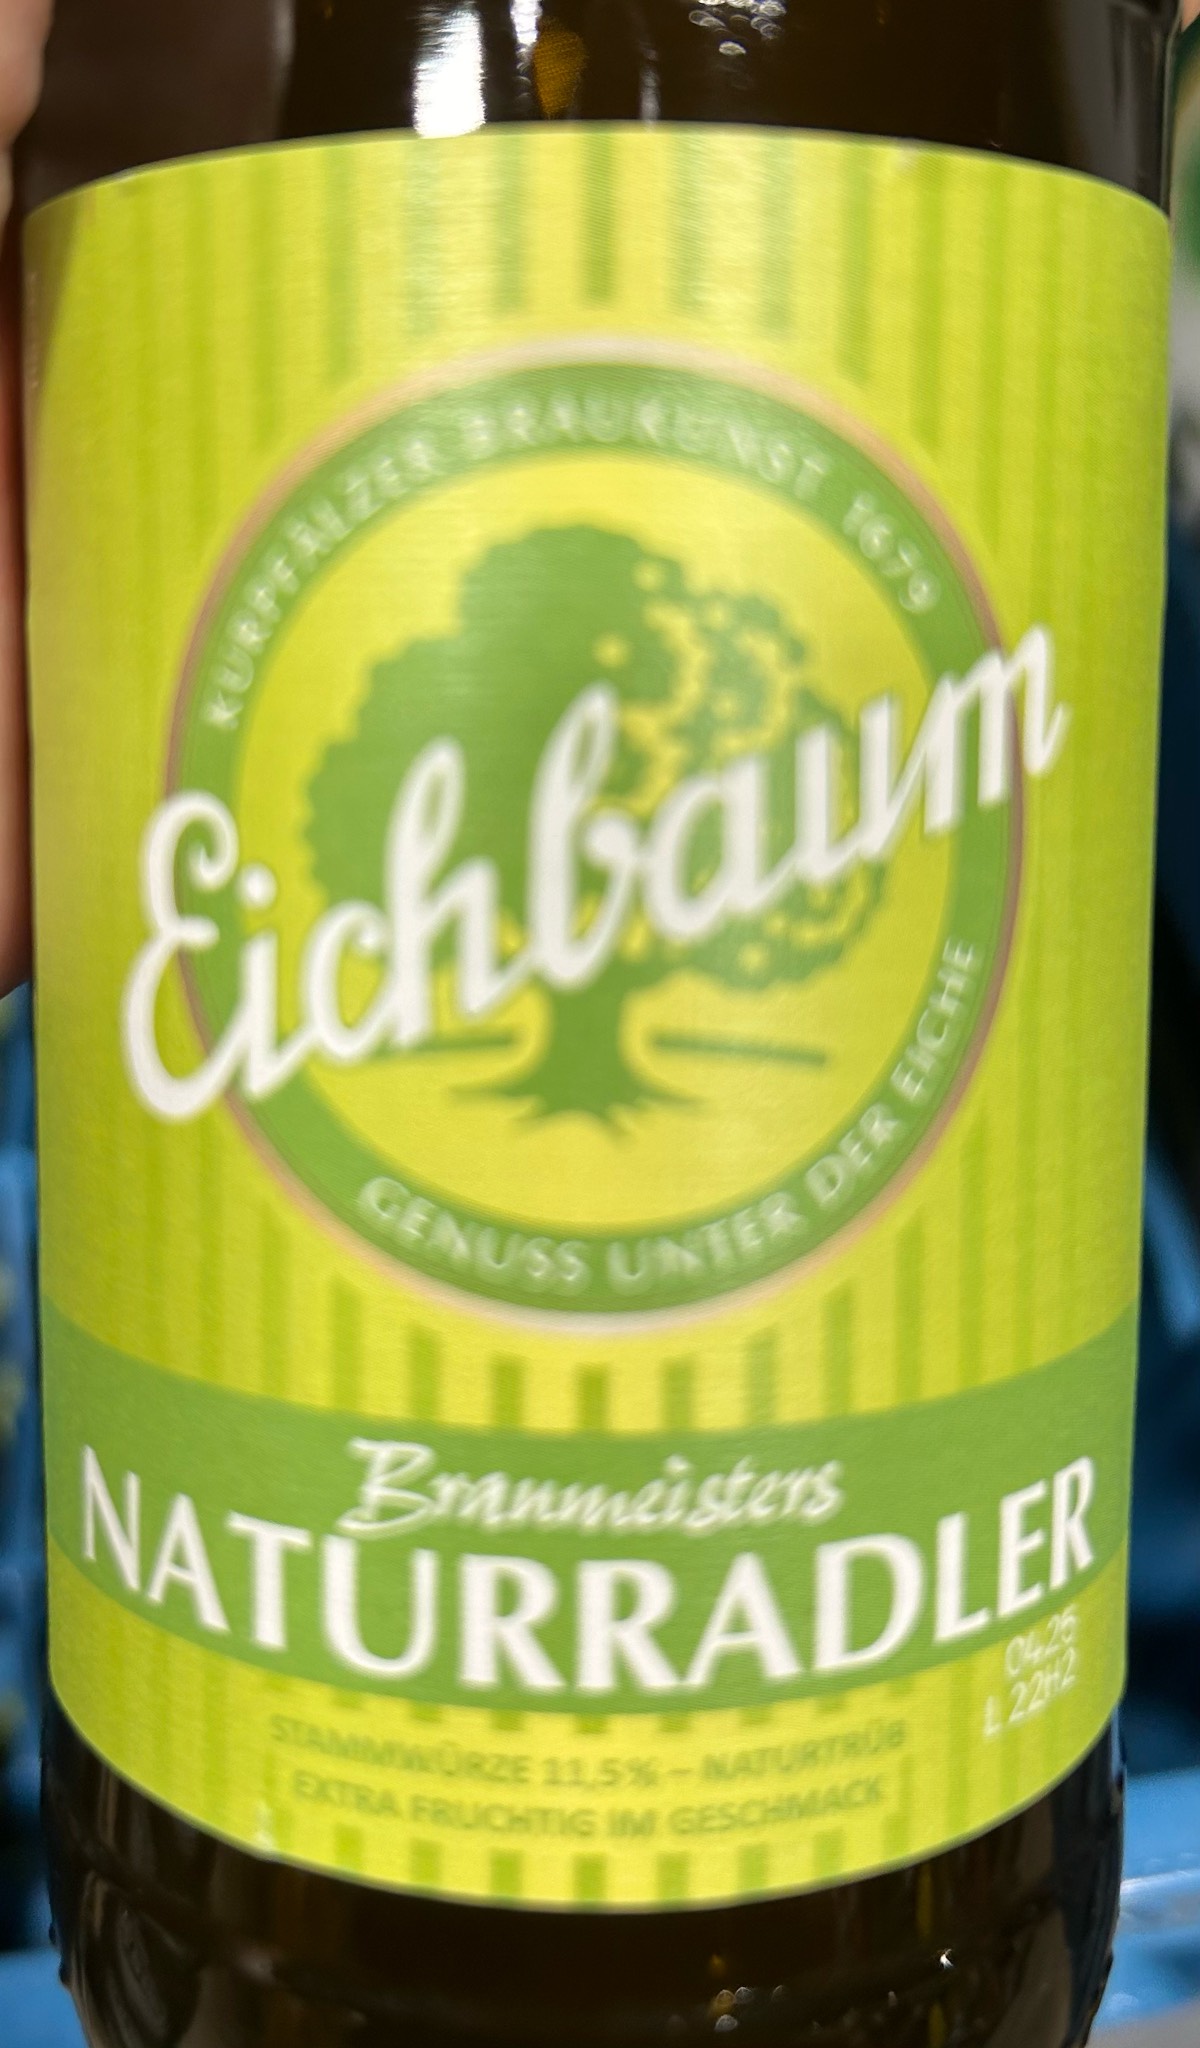 KURPFÄLZER BRAUKUNST 1679
Eichbaum
GENUSS UNTER DER EICHE
Braumeisters
NATURRADLER
04.26
L 22H2
STAMMWÜRZE 11,5% – NATURTRÜB
EXTRA FRUCHTIG IM GESCHMACK